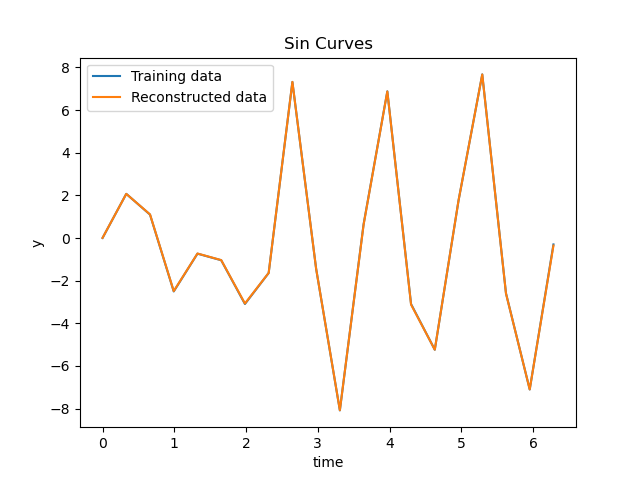 Sin Curves
Training data
Reconstructed data
8
6
4
2
0
−2
−4
−6
−8
y
0 1 2 3 4 5 6
time